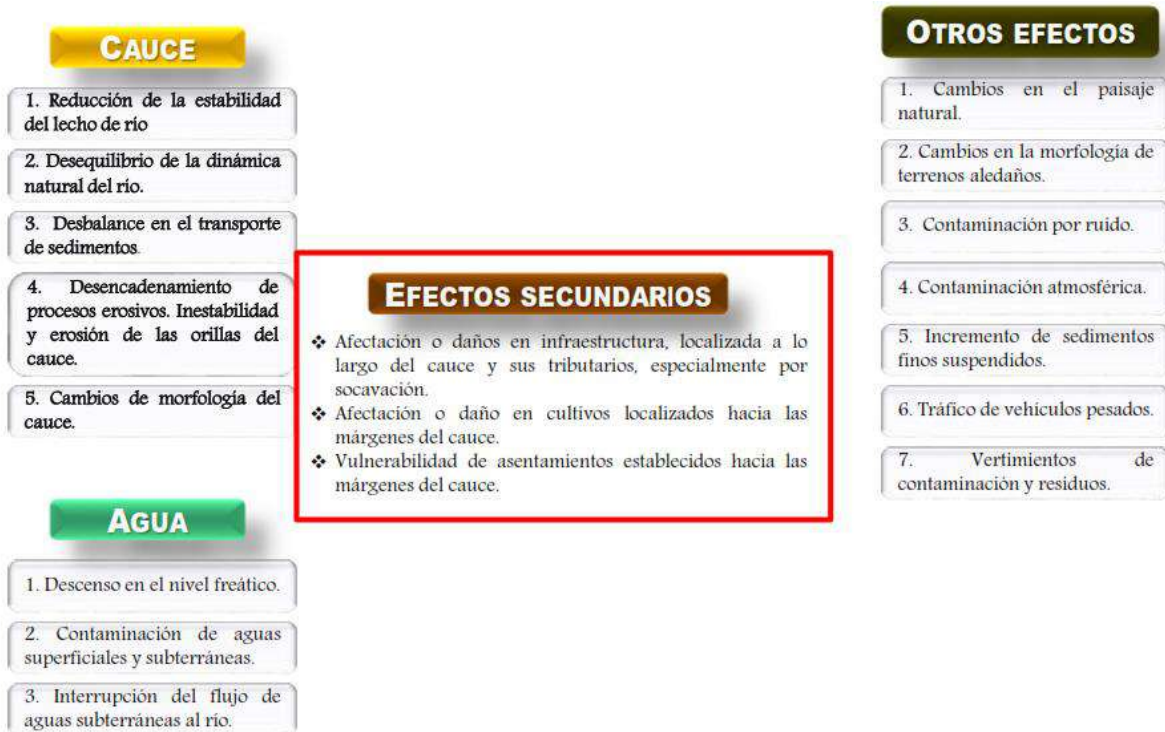 CAUCE
1. Reducción de la estabilidad
del lecho de río
2. Desequilibrio de la dinámica
natural del río.
3. Desbalance en el transporte
de sedimentos.
4. Desencadenamiento de
procesos erosivos. Inestabilidad
y erosión de las orillas del
cauce.
5. Cambios de morfología del
cauce.
AGUA
1. Descenso en el nivel freático.
2. Contaminación de aguas
superficiales y subterráneas.
3. Interrupción del flujo de
aguas subterráneas al río.
EFECTOS SECUNDARIOS
❖ Afectación o daños en infraestructura, localizada a lo
largo del cauce y sus tributarios, especialmente por
socavación.
❖ Afectación o daño en cultivos localizados hacia las
márgenes del cauce.
❖ Vulnerabilidad de asentamientos establecidos hacia las
márgenes del cauce.
OTROS EFECTOS
1. Cambios en el paisaje
natural.
2. Cambios en la morfología de
terrenos aledaños.
3. Contaminación por ruido.
4. Contaminación atmosférica.
5. Incremento de sedimentos
finos suspendidos.
6. Tráfico de vehículos pesados.
7. Vertimientos de
contaminación y residuos.